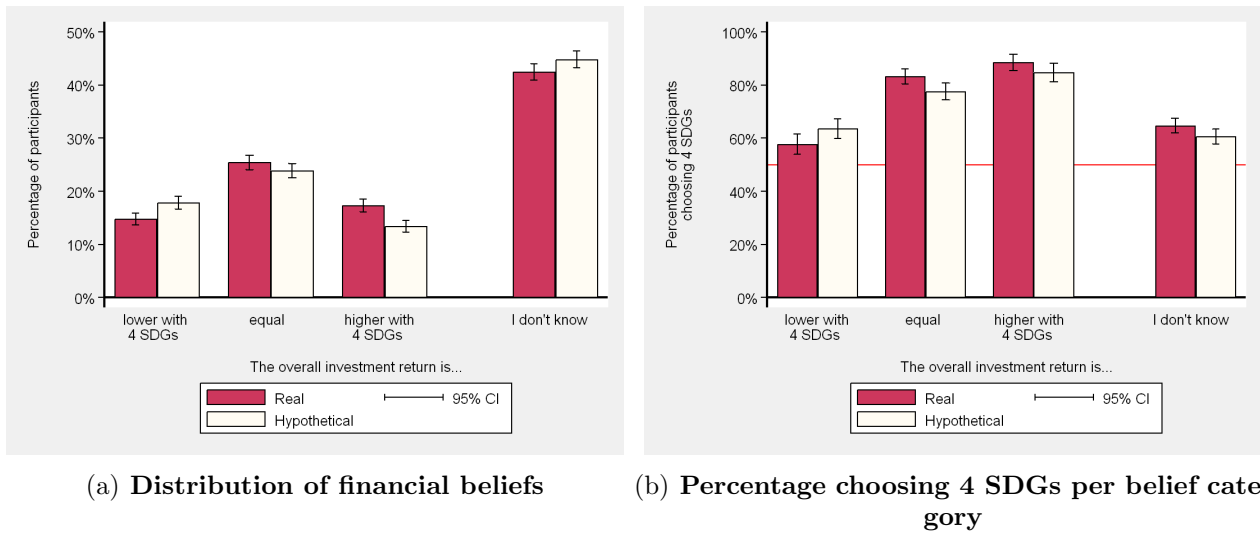 50%
40%
30%
20%
10%
0%
Percentage of participants
lower with
4 SDGs
equal
higher with
4 SDGs
I don't know
The overall investment return is...
Real
95% CI
Hypothetical
(a) Distribution of financial beliefs
100%
80%
60%
40%
20%
0%
Percentage of participants
choosing 4 SDGs
lower with
4 SDGs
equal
higher with
4 SDGs
I don't know
The overall investment return is...
Real
95% CI
Hypothetical
(b) Percentage choosing 4 SDGs per belief cate
gory